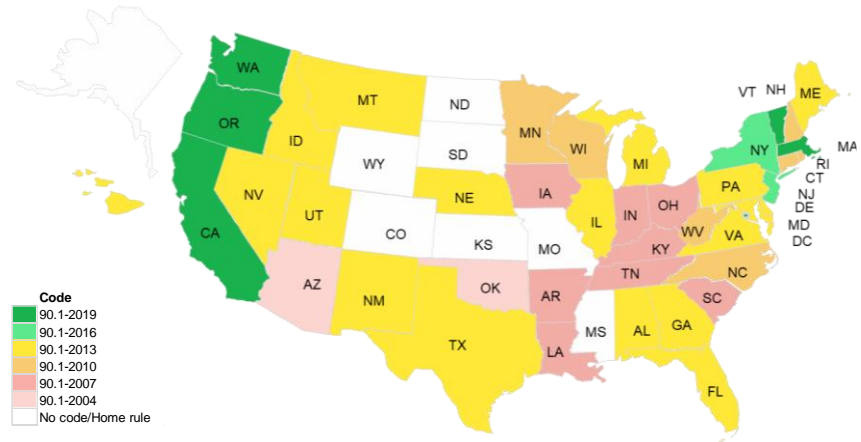 WA
VT NH
ME
MT
ND
OR
MN
MA
ID
SD
WI
NY
RI
WY
MI
CT
PA
NJ
NV
NE
IA
OH
DE
UT
IL
IN
MD
WV
VA
CA
CO
DC
KS
MO
KY
NC
TN
AZ
OK
NM
AR
SC
MS
AL
GA
TX
LA
FL
Code
90.1-2019
90.1-2016
90.1-2013
90.1-2010
90.1-2007
90.1-2004
No code/Home rule